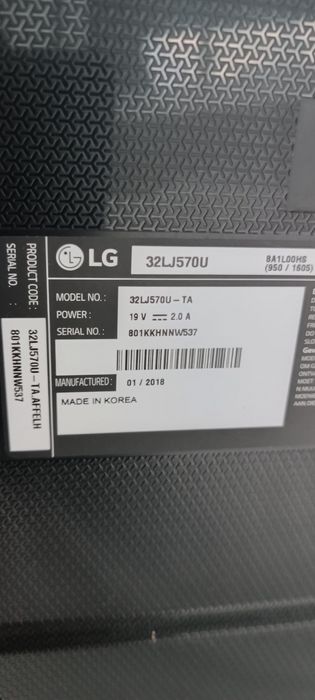 LG
32LJ570U
BA1L00HS
(950 / 1605)
MODEL NO. : 32LJ570U-TA
POWER : 19 V 2.0 A
SERIAL NO. : 801KKHNNW537
MANUFACTURED: 01 / 2018
MADE IN KOREA
PRODUCT CODE : 32LJ570U-TA.AFFELH
SERIAL NO. : 801KKHNNW537